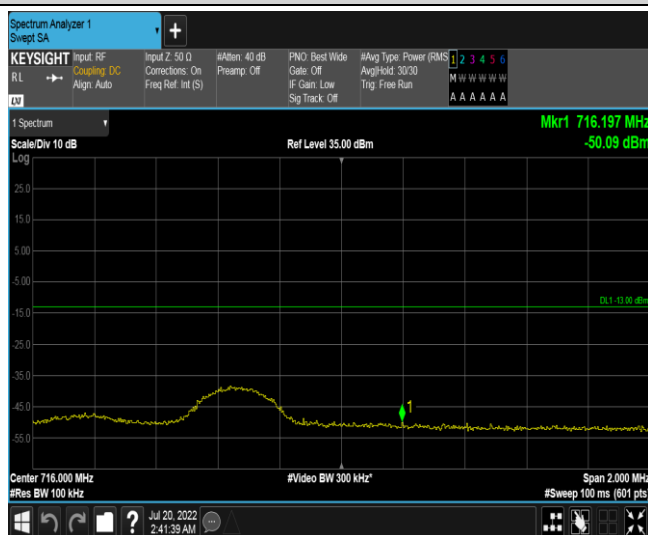 Spectrum Analyzer 1
Swept SA
KEYSIGHT
RL
Input: RF
Coupling: DC
Align: Auto
Input Z: 50 Ω
Corrections: On
Freq Ref: Int (S)
#Atten: 40 dB
Preamp: Off
PNO: Best Wide
Gate: Off
IF Gain: Low
Sig Track: Off
#Avg Type: Power (RMS
Avg|Hold: 30/30
Trig: Free Run
1 2 3 4 5 6
M W W W W W
A A A A A A
LXI
1 Spectrum
Mkr1 716.197 MHz
Scale/Div 10 dB
Ref Level 35.00 dBm
-50.09 dBm
Log
25.0
15.0
5.00
-5.00
DL1 -13.00 dBm
-15.0
-25.0
-35.0
-45.0
1
-55.0
Center 716.000 MHz
#Video BW 300 kHz*
Span 2.000 MHz
#Res BW 100 kHz
#Sweep 100 ms (601 pts)
?
Jul 20, 2022
2:41:39 AM